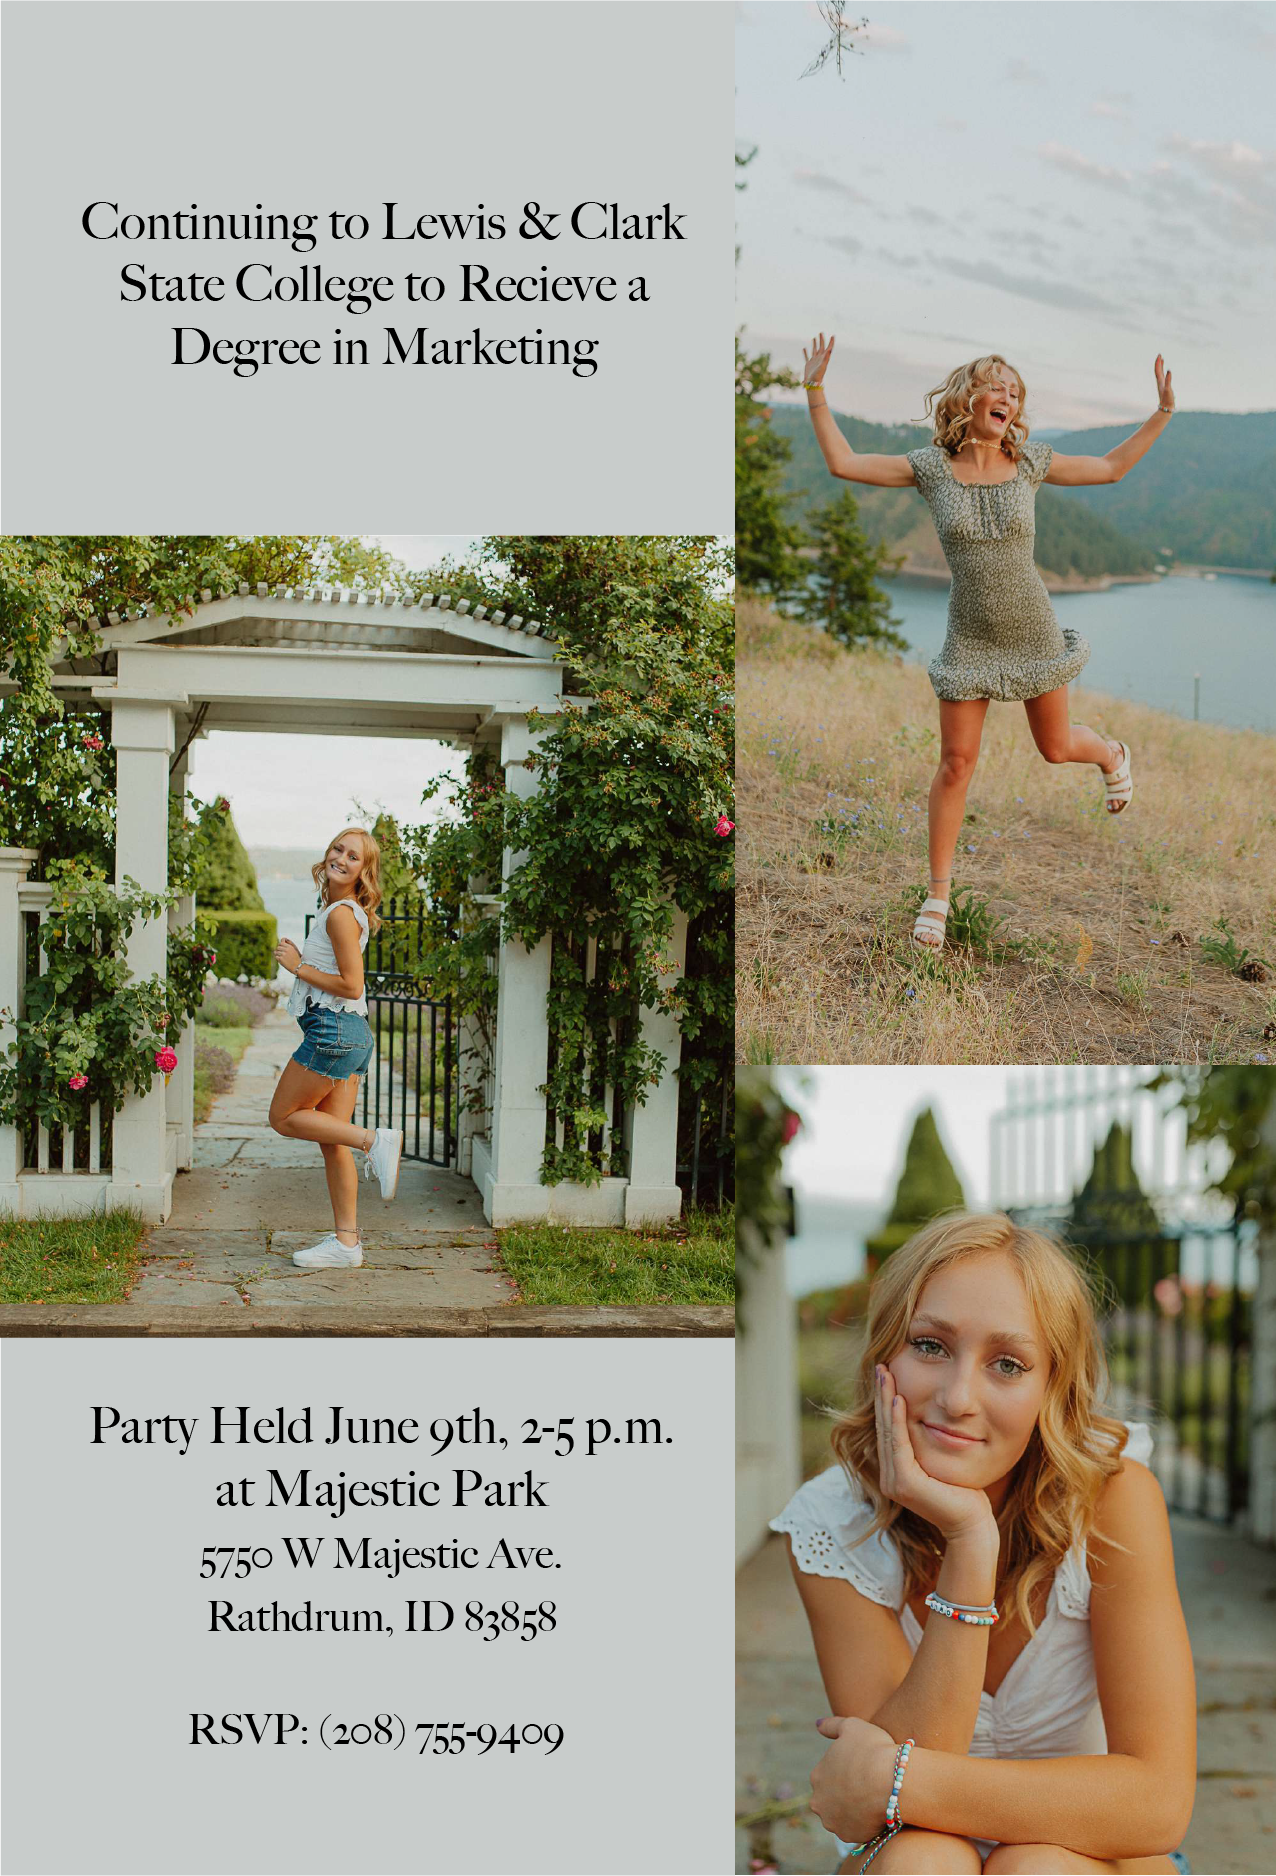 Continuing to Lewis & Clark
State College to Recieve a
Degree in Marketing
Party Held June 9th, 2-5 p.m.
at Majestic Park
5750 W Majestic Ave.
Rathdrum, ID 83858
RSVP: (208) 755-9409